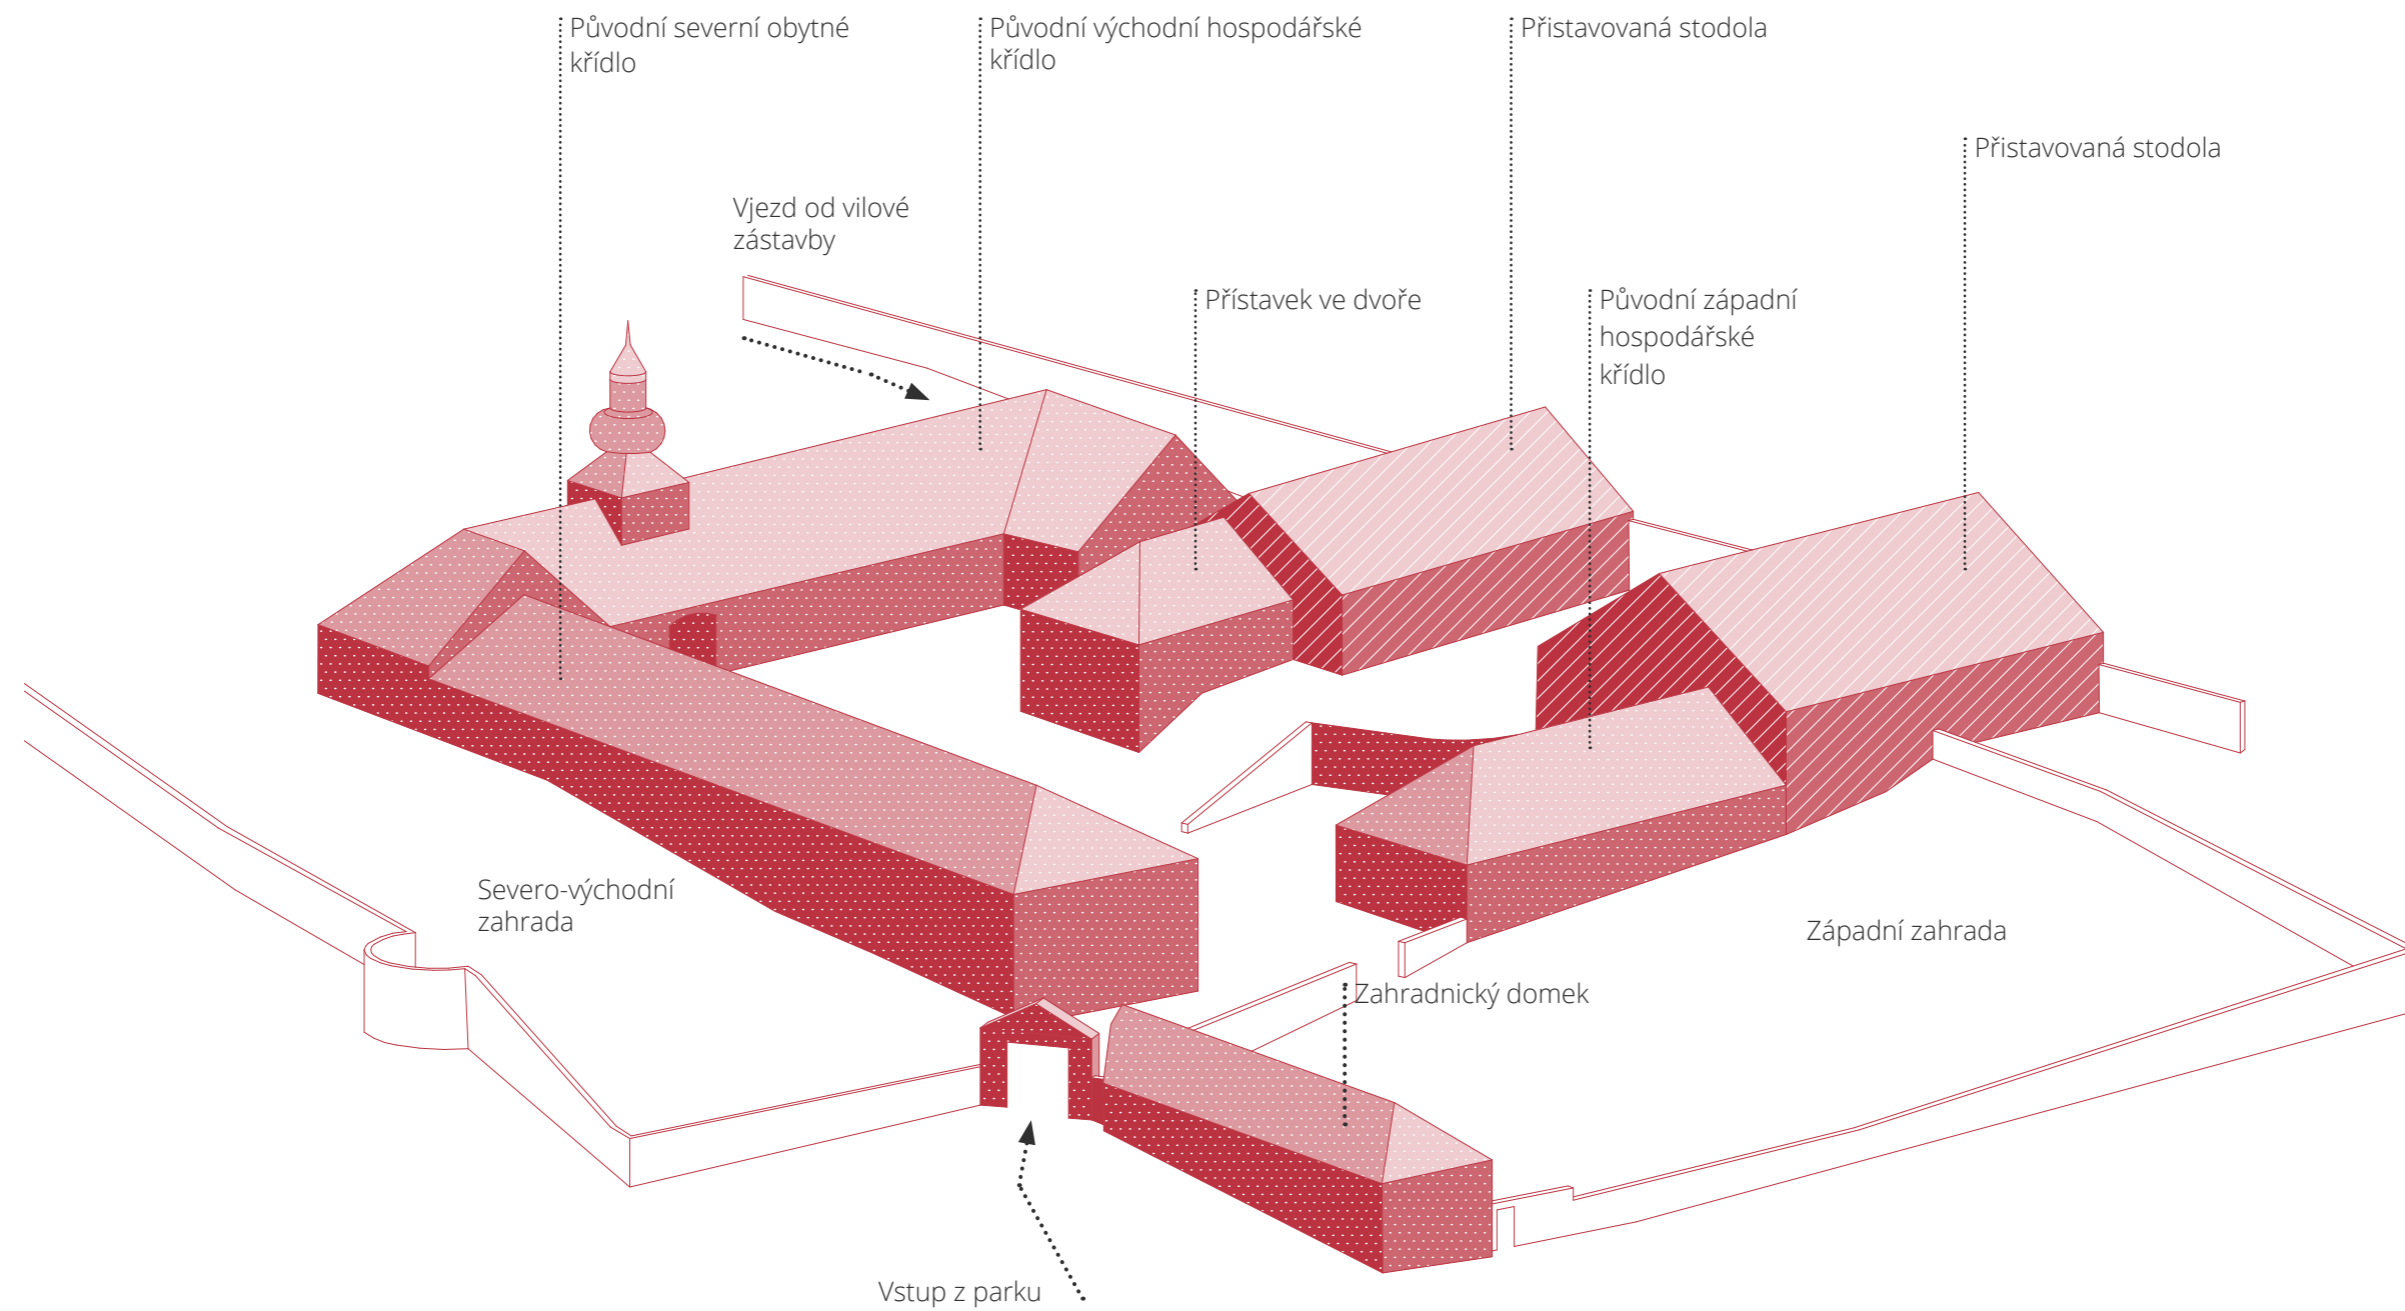 Původní severní obytné
křídlo
Původní východní hospodářské
křídlo
Přistavovaná stodola
Přistavovaná stodola
Vjezd od vilové
zástavby
Přístavek ve dvoře
Původní západní
hospodářské
křídlo
Severo-východní
zahrada
Západní zahrada
Zahradnický domek
Vstup z parku